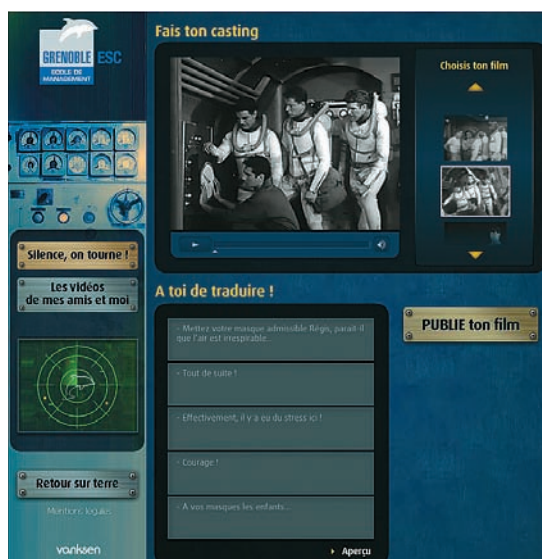 GRENOBLE ESC
ECOLE DE
MANAGEMENT
Fais ton casting
Choisis ton film
Silence, on tourne !
Les vidéos
de mes amis et moi
Retour sur terre
Mentions légales
vanksen
A toi de traduire !
- Mettez votre masque admissible Régis, parait-il
que l'air est irrespirable...
- Tout de suite !
- Effectivement, il y'a eu du stress ici !
- Courage !
- A vos masques les enfants...
Aperçu
PUBLIE ton film